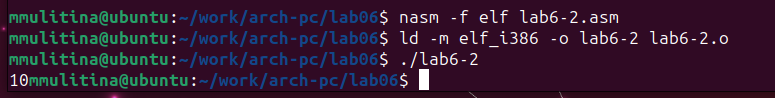 mmulitina@ubuntu:~/work/arch-pc/lab06$ nasm -f elf lab6-2.asm
mmulitina@ubuntu:~/work/arch-pc/lab06$ ld -m elf_i386 -o lab6-2 lab6-2.o
mmulitina@ubuntu:~/work/arch-pc/lab06$ ./lab6-2
10mmulitina@ubuntu:~/work/arch-pc/lab06$